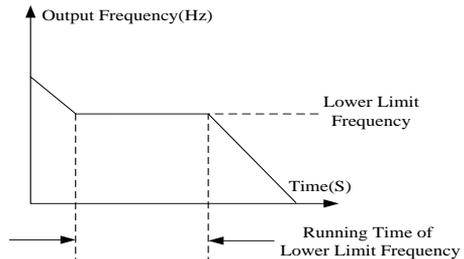 Output Frequency(Hz)
Lower Limit
Frequency
Time(S)
Running Time of
Lower Limit Frequency